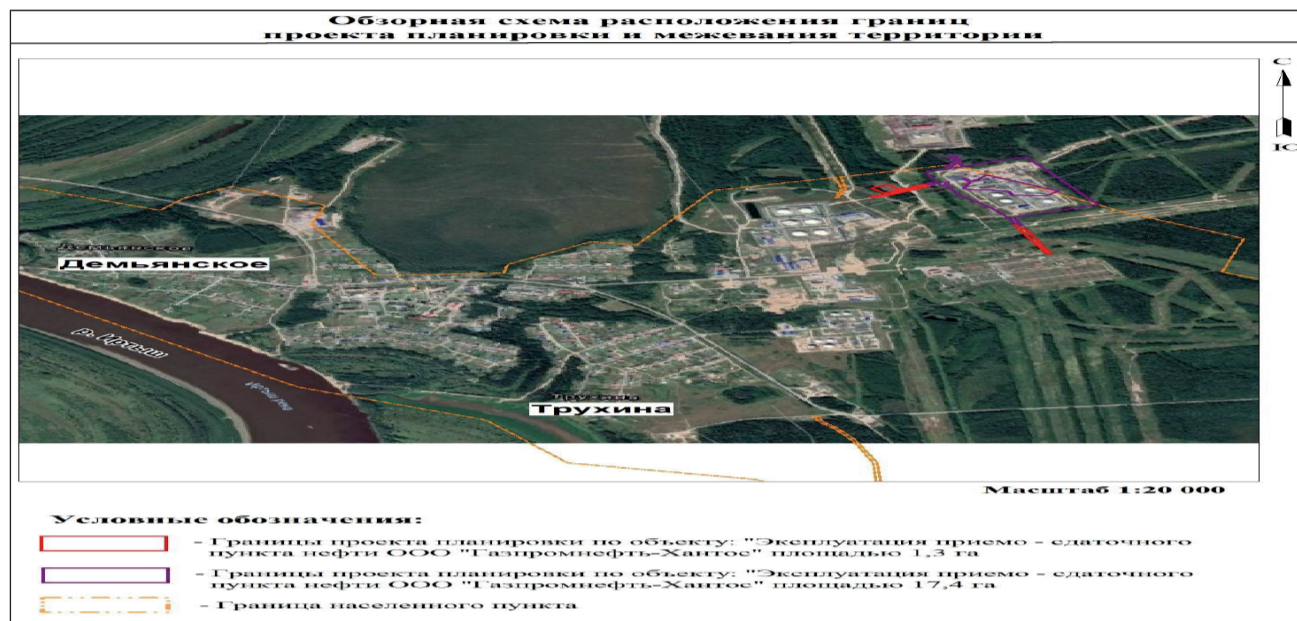 Обзорная схема расположения границ
проекта планировки и межевания территории
С
Ю
Демьянское
Демьянское
р. Иртыш
Трухина
Трухина
Масштаб 1:20 000
Условные обозначения:
- Границы проекта планировки по объекту: "Эксплуатация приемо - сдаточного
пункта нефти ООО "Газпромнефть-Хантос" площадью 1,3 га
- Границы проекта планировки по объекту: "Эксплуатация приемо - сдаточного
пункта нефти ООО "Газпромнефть-Хантос" площадью 17,4 га
- Граница населенного пункта